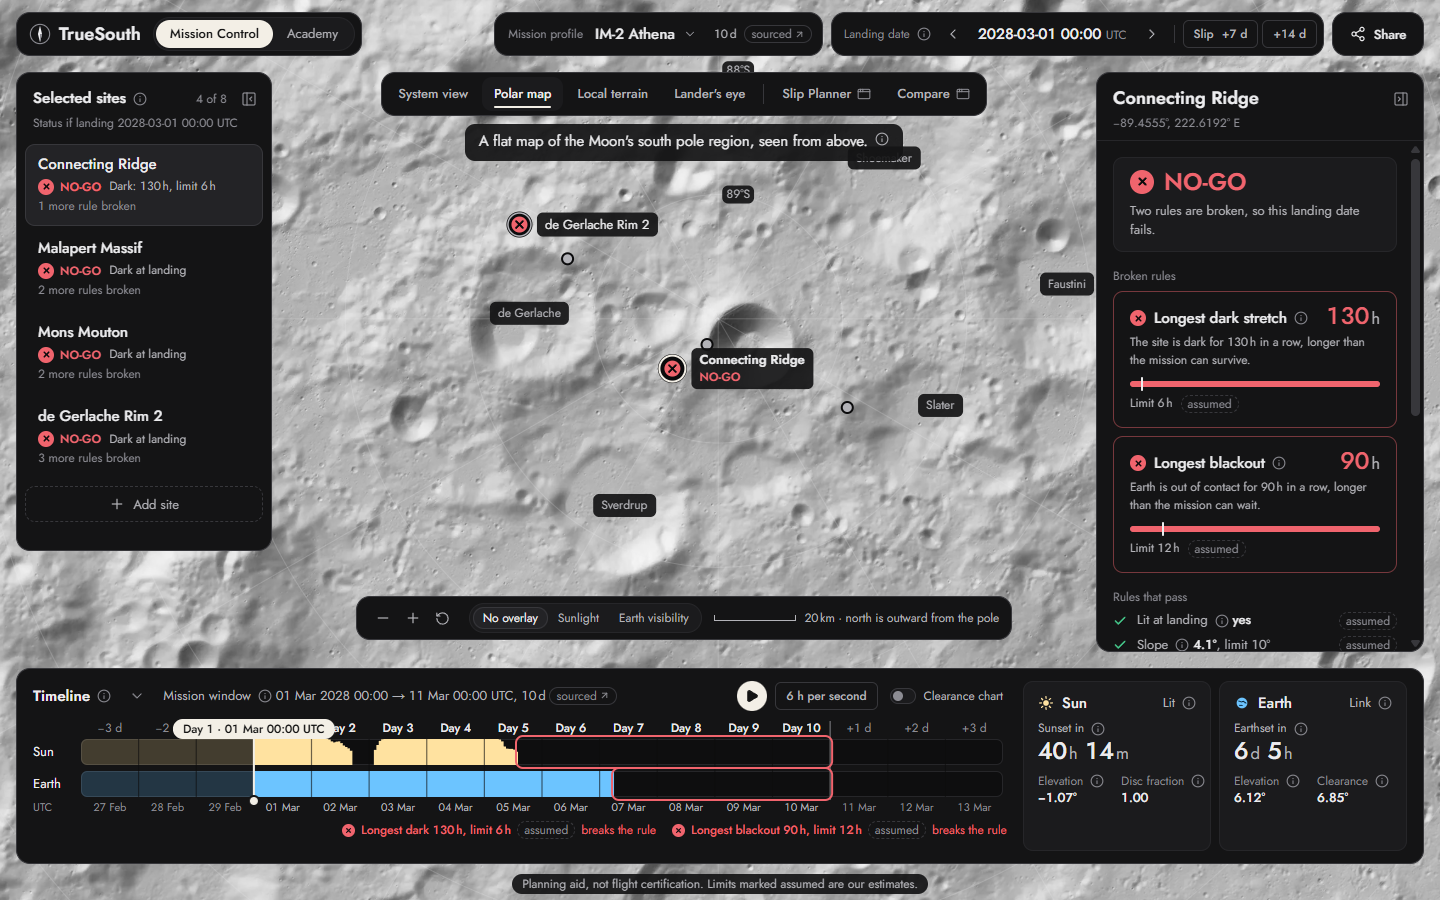 TrueSouth
Mission Control
Academy
Mission profile
IM-2 Athena
10 d
sourced ↗
Landing date
2028-03-01 00:00 UTC
Slip +7 d
+14 d
Share
88°S
Selected sites
4 of 8
Status if landing 2028-03-01 00:00 UTC
Connecting Ridge
NO-GO Dark: 130 h, limit 6 h
1 more rule broken
Malapert Massif
NO-GO Dark at landing
2 more rules broken
Mons Mouton
NO-GO Dark at landing
2 more rules broken
de Gerlache Rim 2
NO-GO Dark at landing
3 more rules broken
+ Add site
System view
Polar map
Local terrain
Lander's eye
Slip Planner
Compare
A flat map of the Moon's south pole region, seen from above.
89°S
de Gerlache Rim 2
Faustini
de Gerlache
Connecting Ridge
NO-GO
Slater
Sverdrup
No overlay
Sunlight
Earth visibility
20 km · north is outward from the pole
Connecting Ridge
−89.4555°, 222.6192° E
NO-GO
Two rules are broken, so this landing date
fails.
Broken rules
Longest dark stretch 130 h
The site is dark for 130 h in a row, longer than
the mission can survive.
Limit 6 h assumed
Longest blackout 90 h
Earth is out of contact for 90 h in a row, longer
than the mission can wait.
Limit 12 h assumed
Rules that pass
Lit at landing yes assumed
Slope 4.1°, limit 10° assumed
Timeline
Mission window 01 Mar 2028 00:00 → 11 Mar 00:00 UTC, 10 d sourced ↗
6 h per second
Clearance chart
−3 d −2 Day 1 · 01 Mar 00:00 UTC ay 2 Day 3 Day 4 Day 5 Day 6 Day 7 Day 8 Day 9 Day 10 +1 d +2 d +3 d
Sun
Earth
UTC 27 Feb 28 Feb 29 Feb 01 Mar 02 Mar 03 Mar 04 Mar 05 Mar 06 Mar 07 Mar 08 Mar 09 Mar 10 Mar 11 Mar 12 Mar 13 Mar
Longest dark 130 h, limit 6 h assumed breaks the rule Longest blackout 90 h, limit 12 h assumed breaks the rule
Sun Lit
Sunset in
40 h 14 m
Elevation Disc fraction
−1.07° 1.00
Earth Link
Earthset in
6 d 5 h
Elevation Clearance
6.12° 6.85°
Planning aid, not flight certification. Limits marked assumed are our estimates.